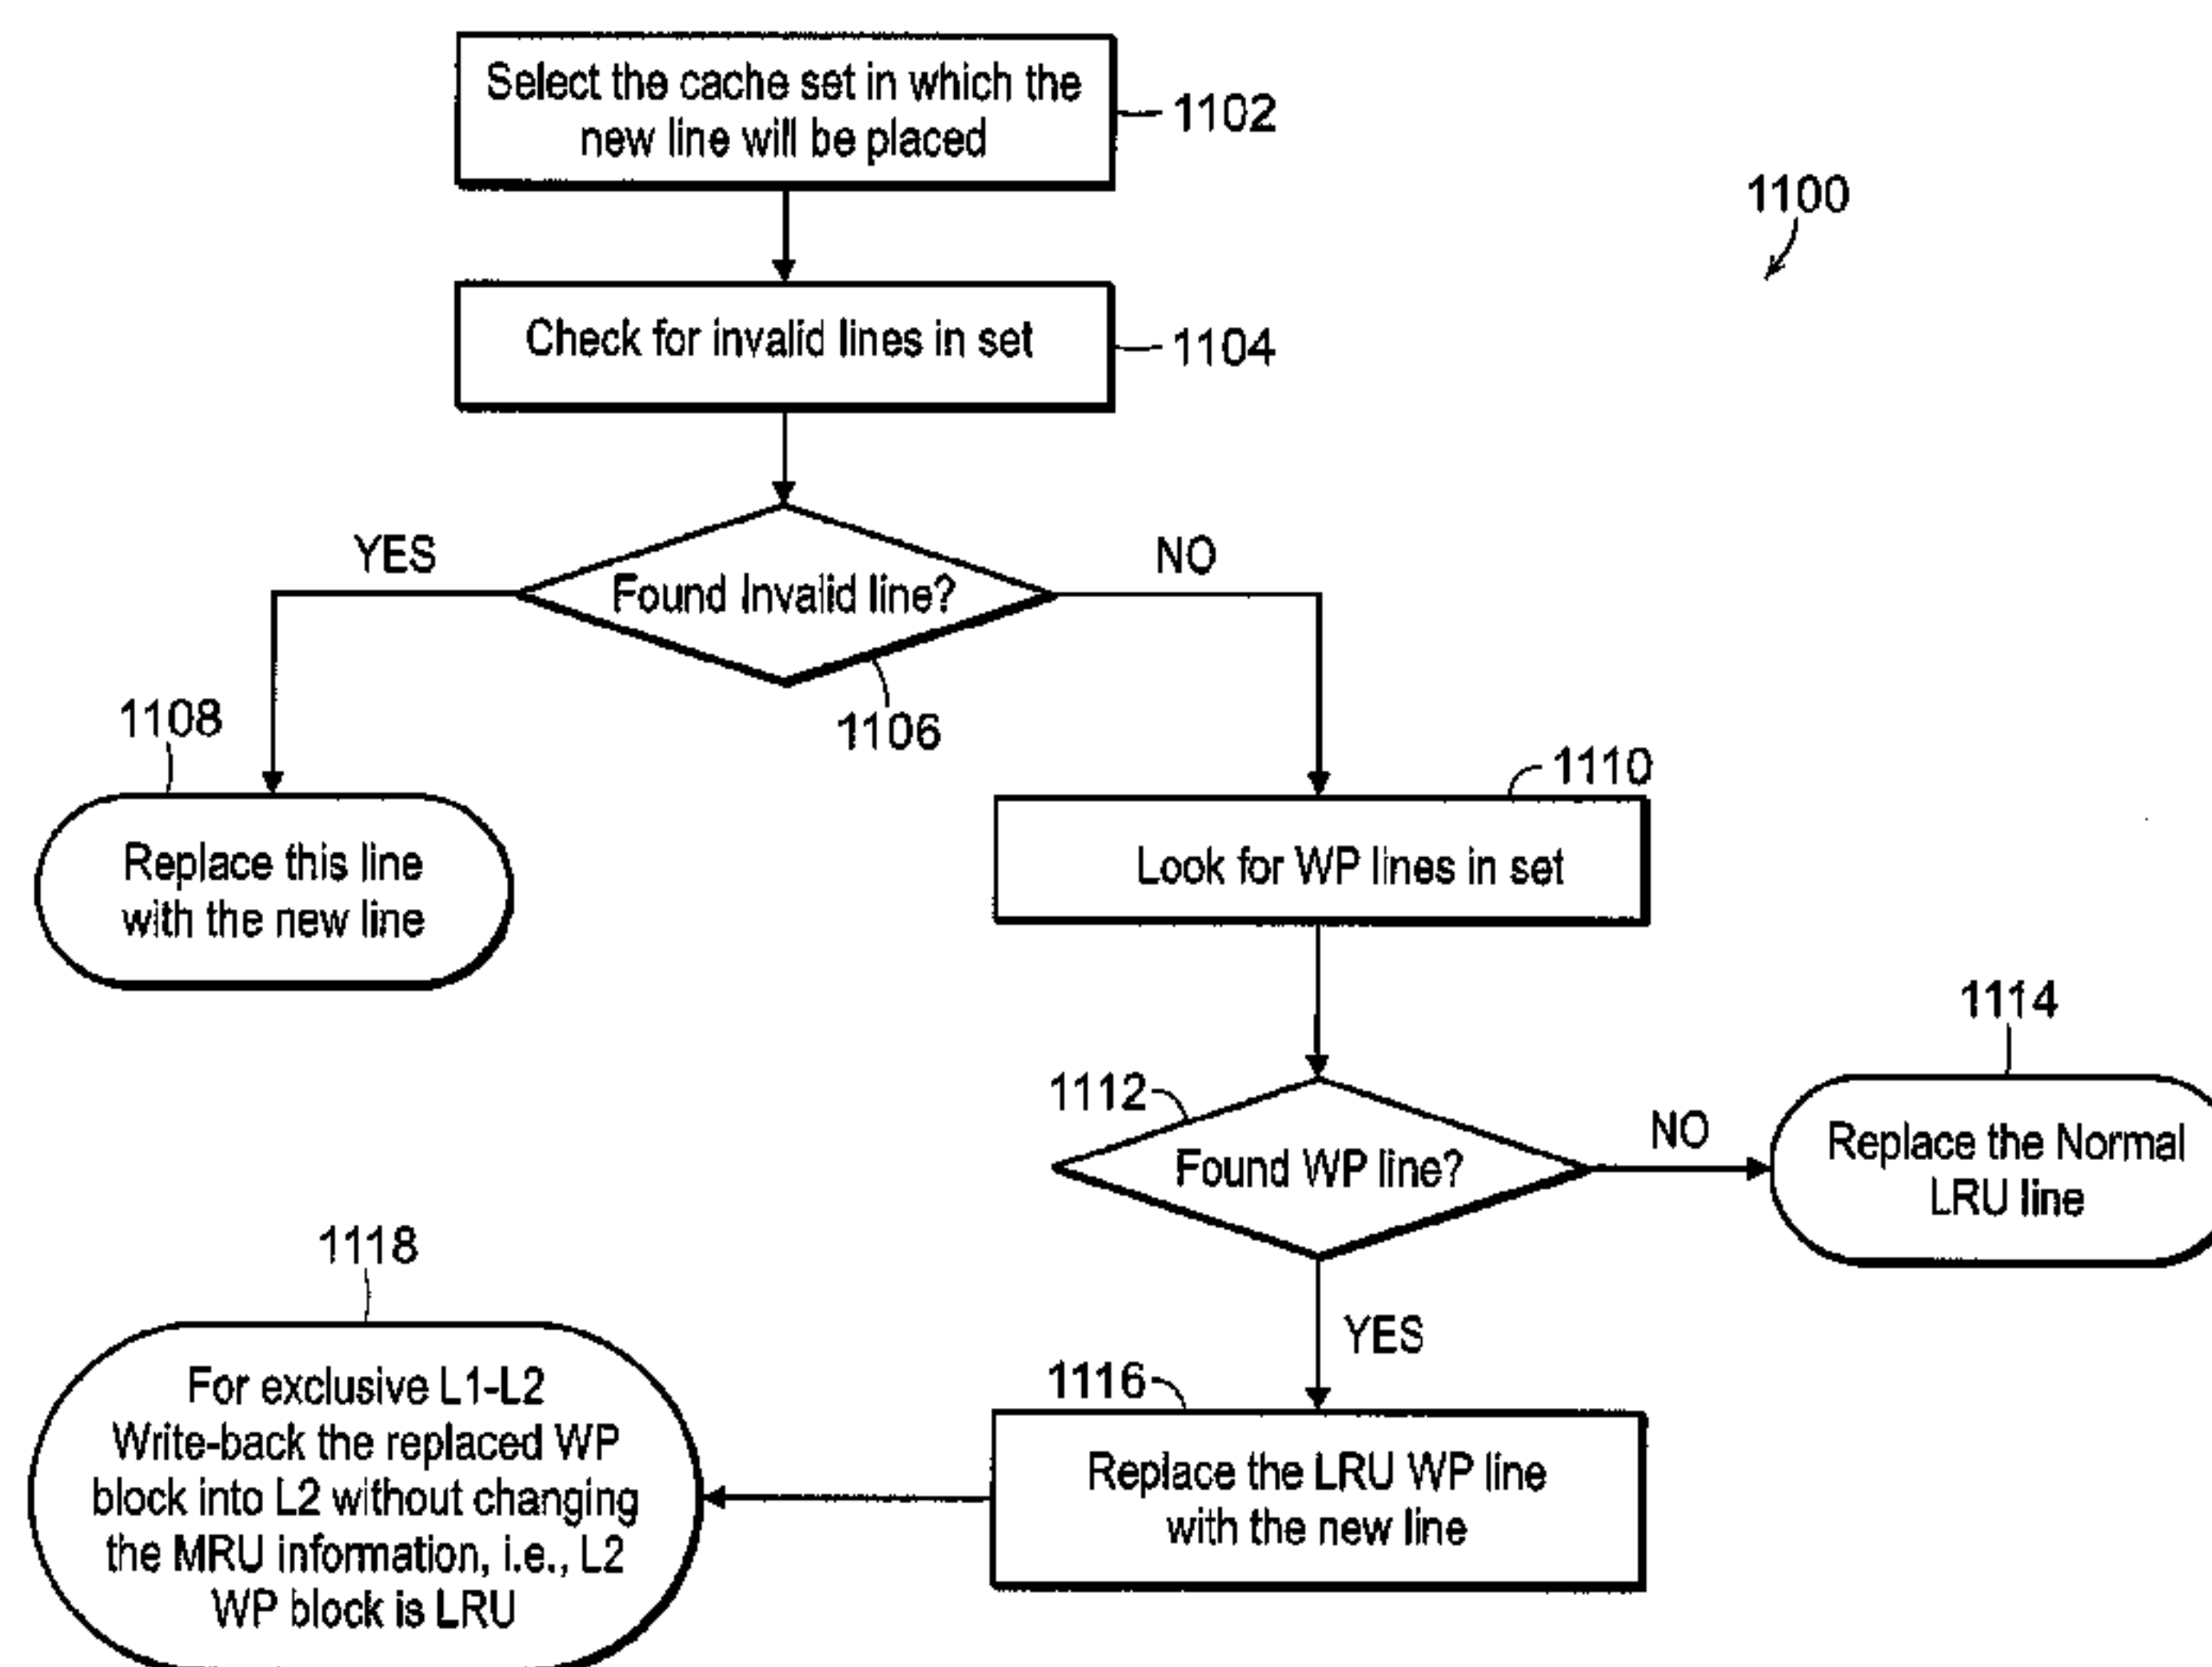 Select the cache set in which the
new line will be placed
1102
1100
Check for invalid lines in set
1104
YES
Found Invalid line?
NO
1106
1108
Replace this line
with the new line
1110
Look for WP lines in set
1112
Found WP line?
NO
1114
Replace the Normal
LRU line
YES
1116
Replace the LRU WP line
with the new line
1118
For exclusive L1-L2
Write-back the replaced WP
block into L2 without changing
the MRU information, i.e., L2
WP block is LRU